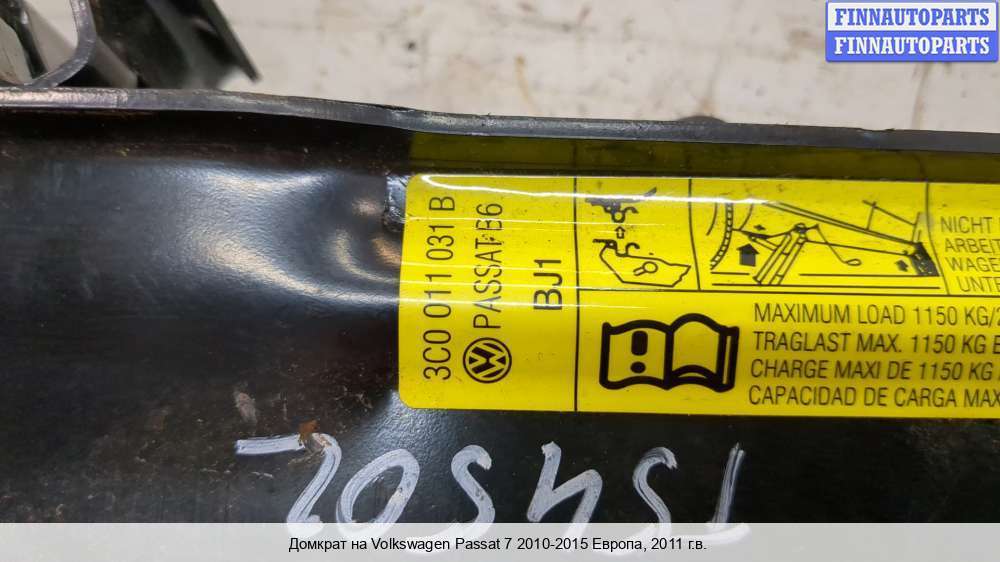 FINNAUTOPARTS
FINNAUTOPARTS
3C0 011 031 B
PASSAT B6
BJ1
NICHT
ARBEIT
WAGE
UNTE
MAXIMUM LOAD 1150 KG/2
TRAGLAST MAX. 1150 KG B
CHARGE MAXI DE 1150 KG
CAPACIDAD DE CARGA MAX
Домкрат на Volkswagen Passat 7 2010-2015 Европа, 2011 г.в.